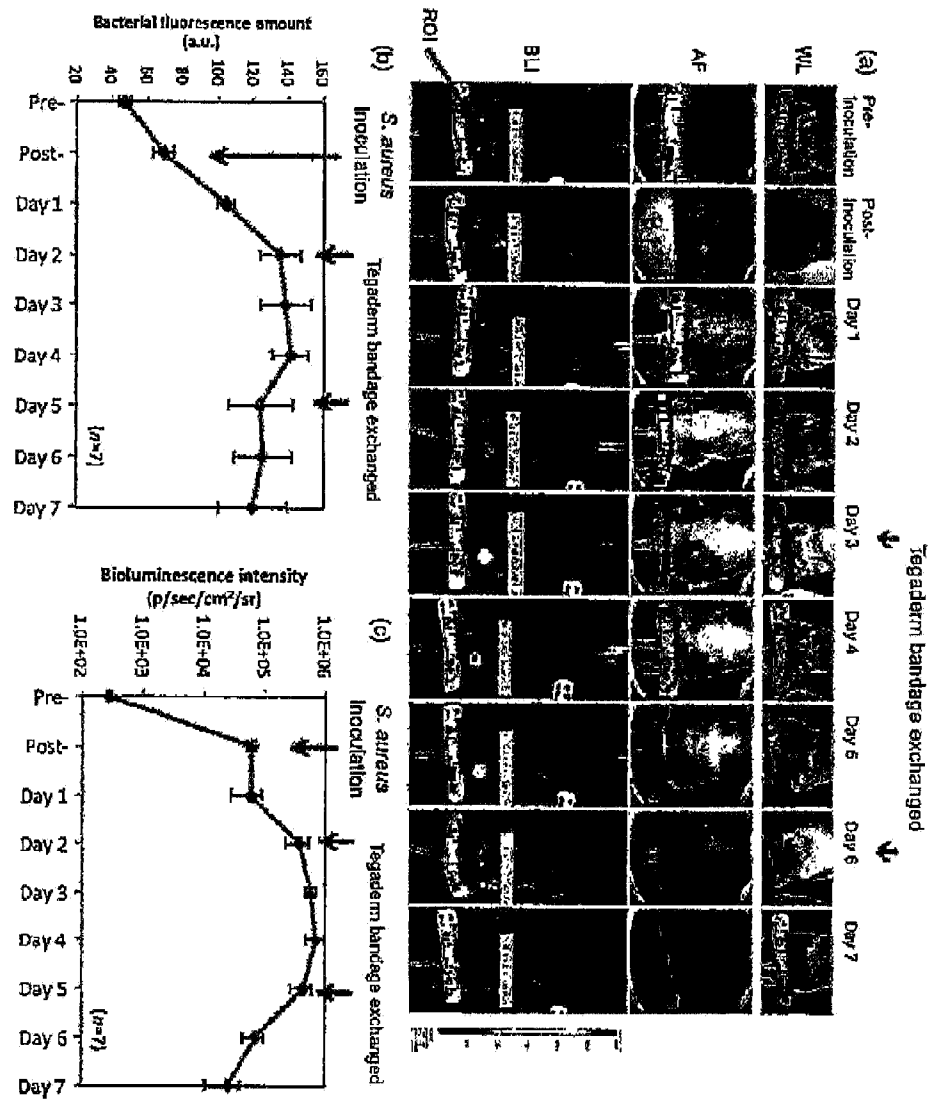 Tegaderm bandage exchanged
(a)
Pre-
Inoculation
Post-
Inoculation
Day 1
Day 2
Day 3
Day 4
Day 5
Day 6
Day 7
WL
AF
BLI
ROI
(b)
S. aureus
Inoculation
Tegaderm bandage exchanged
Bacterial fluorescence amount
(a.u.)
160
140
120
100
80
60
40
20
(n=7)
Pre-
Post-
Day 1
Day 2
Day 3
Day 4
Day 5
Day 6
Day 7
(c)
S. aureus
Inoculation
Tegaderm bandage exchanged
Bioluminescence intensity
(p/sec/cm²/sr)
1.0E+06
1.0E+05
1.0E+04
1.0E+03
1.0E+02
(n=7)
Pre-
Post-
Day 1
Day 2
Day 3
Day 4
Day 5
Day 6
Day 7